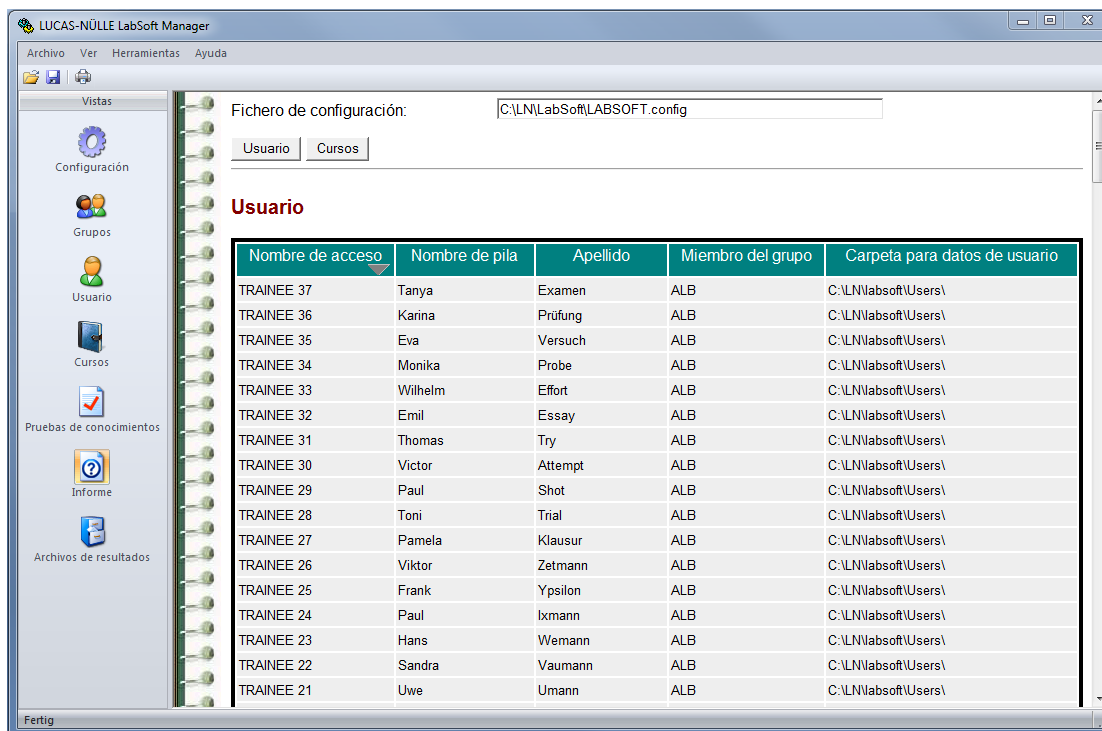 LUCAS-NÜLLE LabSoft Manager
Archivo Ver Herramientas Ayuda
Vistas
Configuración
Grupos
Usuario
Cursos
Pruebas de conocimientos
Informe
Archivos de resultados
Fichero de configuración: C:\LN\LabSoft\LABSOFT.config
Usuario Cursos
Usuario
Nombre de acceso Nombre de pila Apellido Miembro del grupo Carpeta para datos de usuario
TRAINEE 37 Tanya Examen ALB C:\LN\labsoft\Users\
TRAINEE 36 Karina Prüfung ALB C:\LN\labsoft\Users\
TRAINEE 35 Eva Versuch ALB C:\LN\labsoft\Users\
TRAINEE 34 Monika Probe ALB C:\LN\labsoft\Users\
TRAINEE 33 Wilhelm Effort ALB C:\LN\labsoft\Users\
TRAINEE 32 Emil Essay ALB C:\LN\labsoft\Users\
TRAINEE 31 Thomas Try ALB C:\LN\labsoft\Users\
TRAINEE 30 Victor Attempt ALB C:\LN\labsoft\Users\
TRAINEE 29 Paul Shot ALB C:\LN\labsoft\Users\
TRAINEE 28 Toni Trial ALB C:\LN\labsoft\Users\
TRAINEE 27 Pamela Klausur ALB C:\LN\labsoft\Users\
TRAINEE 26 Viktor Zetmann ALB C:\LN\labsoft\Users\
TRAINEE 25 Frank Ypsilon ALB C:\LN\labsoft\Users\
TRAINEE 24 Paul Ixmann ALB C:\LN\labsoft\Users\
TRAINEE 23 Hans Wemann ALB C:\LN\labsoft\Users\
TRAINEE 22 Sandra Vaumann ALB C:\LN\labsoft\Users\
TRAINEE 21 Uwe Umann ALB C:\LN\labsoft\Users\
Fertig